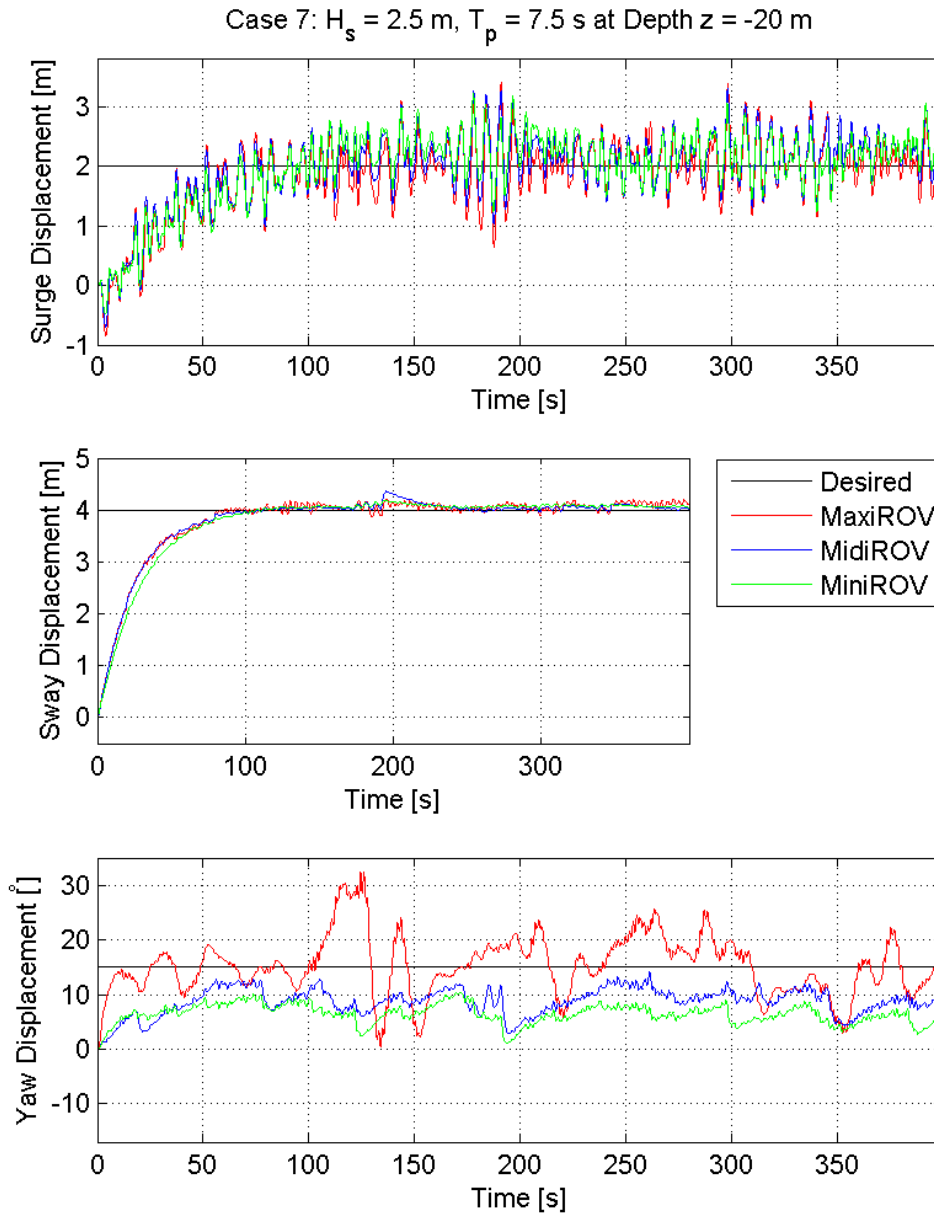 Case 7: Hs = 2.5 m, Tp = 7.5 s at Depth z = -20 m
Surge Displacement [m]
3
2
1
0
-1
0 50 100 150 200 250 300 350
Time [s]
Sway Displacement [m]
5
4
3
2
1
0
0 100 200 300
Time [s]
Desired
MaxiROV
MidiROV
MiniROV
Yaw Displacement [°]
30
20
10
0
-10
0 50 100 150 200 250 300 350
Time [s]